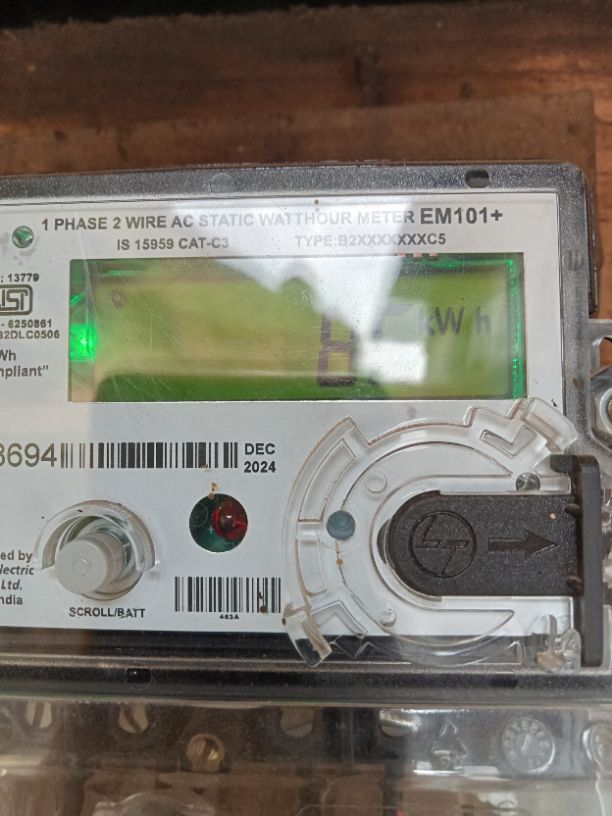 1 PHASE 2 WIRE AC STATIC WATTHOUR METER EM101+
IS 15959 CAT-C3 TYPE:B2XXXXXXXC5
: 13779
ISI
- 6250861
B2DLC0506
Wh
mpliant"
kWh
3694
DEC
2024
ed by
lectric
Ltd.
ndia
SCROLL/BATT
463A